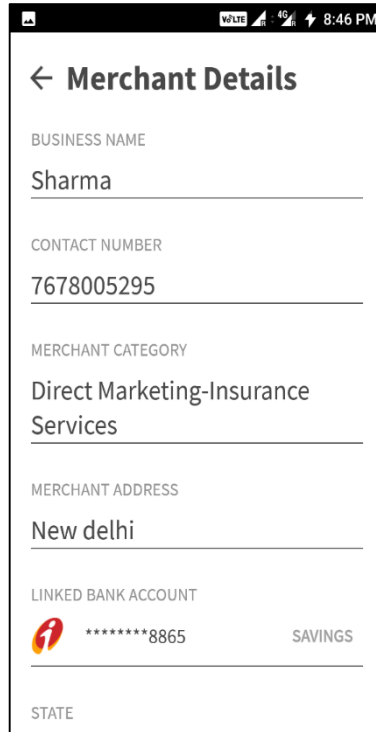 VoLTE R 4G R 8:46 PM
← Merchant Details
BUSINESS NAME
Sharma
CONTACT NUMBER
7678005295
MERCHANT CATEGORY
Direct Marketing-Insurance
Services
MERCHANT ADDRESS
New delhi
LINKED BANK ACCOUNT
********8865 SAVINGS
STATE